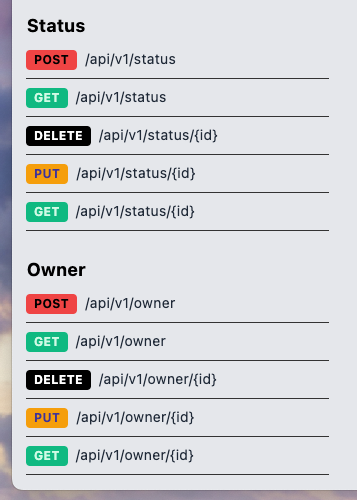 Status
POST /api/v1/status
GET /api/v1/status
DELETE /api/v1/status/{id}
PUT /api/v1/status/{id}
GET /api/v1/status/{id}
Owner
POST /api/v1/owner
GET /api/v1/owner
DELETE /api/v1/owner/{id}
PUT /api/v1/owner/{id}
GET /api/v1/owner/{id}